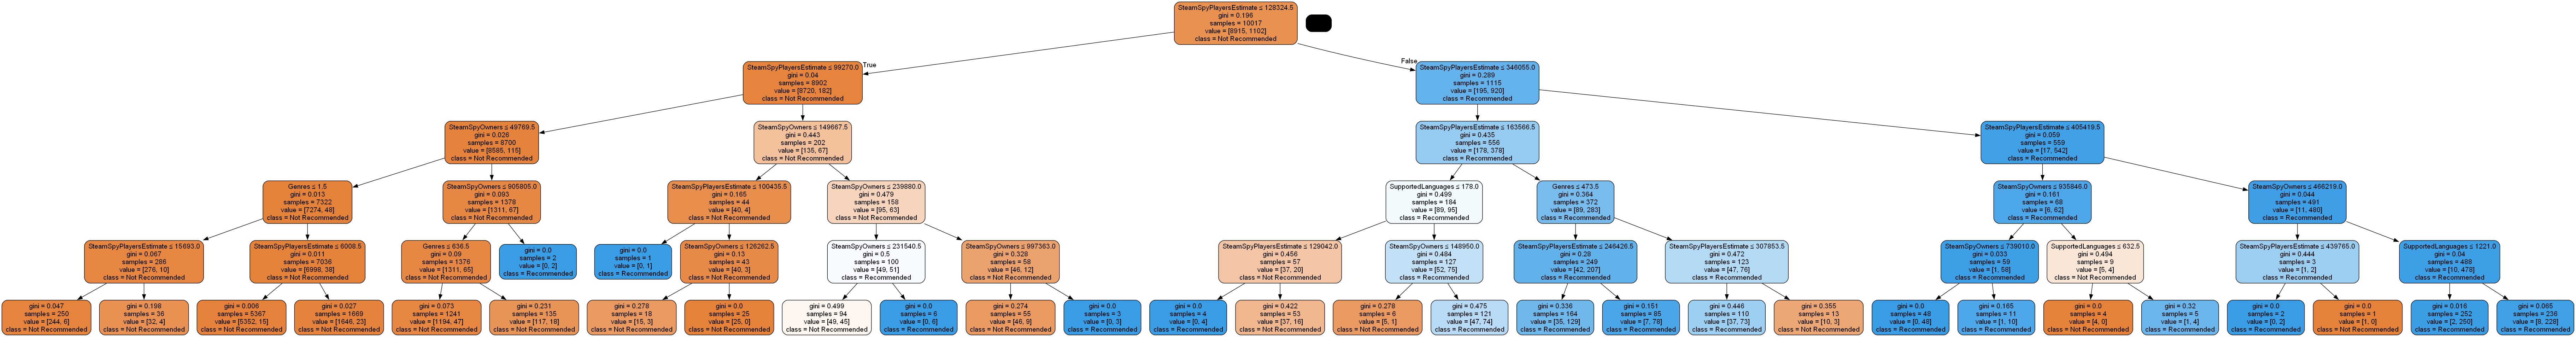 SteamSpyPlayersEstimate ≤ 128324.5
gini = 0.196
samples = 10017
value = [8915, 1102]
class = Not Recommended
True
False
SteamSpyPlayersEstimate ≤ 99270.0
gini = 0.04
samples = 8902
value = [8720, 182]
class = Not Recommended
SteamSpyPlayersEstimate ≤ 346055.0
gini = 0.289
samples = 1115
value = [195, 920]
class = Recommended
SteamSpyOwners ≤ 49769.5
gini = 0.026
samples = 8700
value = [8585, 115]
class = Not Recommended
SteamSpyOwners ≤ 149667.5
gini = 0.443
samples = 202
value = [135, 67]
class = Not Recommended
SteamSpyPlayersEstimate ≤ 163566.5
gini = 0.435
samples = 556
value = [178, 378]
class = Recommended
SteamSpyPlayersEstimate ≤ 405419.5
gini = 0.059
samples = 559
value = [17, 542]
class = Recommended
Genres ≤ 1.5
gini = 0.013
samples = 7322
value = [7274, 48]
class = Not Recommended
SteamSpyOwners ≤ 905805.0
gini = 0.093
samples = 1378
value = [1311, 67]
class = Not Recommended
SteamSpyPlayersEstimate ≤ 100435.5
gini = 0.165
samples = 44
value = [40, 4]
class = Not Recommended
SteamSpyOwners ≤ 239880.0
gini = 0.479
samples = 158
value = [95, 63]
class = Not Recommended
SupportedLanguages ≤ 178.0
gini = 0.499
samples = 184
value = [89, 95]
class = Recommended
Genres ≤ 473.5
gini = 0.364
samples = 372
value = [89, 283]
class = Recommended
SteamSpyOwners ≤ 935846.0
gini = 0.161
samples = 68
value = [6, 62]
class = Recommended
SteamSpyOwners ≤ 466219.0
gini = 0.044
samples = 491
value = [11, 480]
class = Recommended
SteamSpyPlayersEstimate ≤ 15693.0
gini = 0.067
samples = 286
value = [276, 10]
class = Not Recommended
SteamSpyPlayersEstimate ≤ 6008.5
gini = 0.011
samples = 7036
value = [6998, 38]
class = Not Recommended
Genres ≤ 636.5
gini = 0.09
samples = 1376
value = [1311, 65]
class = Not Recommended
gini = 0.0
samples = 2
value = [0, 2]
class = Recommended
gini = 0.0
samples = 1
value = [0, 1]
class = Recommended
SteamSpyOwners ≤ 126262.5
gini = 0.13
samples = 43
value = [40, 3]
class = Not Recommended
SteamSpyOwners ≤ 231540.5
gini = 0.5
samples = 100
value = [49, 51]
class = Recommended
SteamSpyOwners ≤ 997363.0
gini = 0.328
samples = 58
value = [46, 12]
class = Not Recommended
SteamSpyPlayersEstimate ≤ 129042.0
gini = 0.456
samples = 57
value = [37, 20]
class = Not Recommended
SteamSpyOwners ≤ 148950.0
gini = 0.484
samples = 127
value = [52, 75]
class = Recommended
SteamSpyPlayersEstimate ≤ 246426.5
gini = 0.28
samples = 249
value = [42, 207]
class = Recommended
SteamSpyPlayersEstimate ≤ 307853.5
gini = 0.472
samples = 123
value = [47, 76]
class = Recommended
SteamSpyOwners ≤ 739010.0
gini = 0.033
samples = 59
value = [1, 58]
class = Recommended
SupportedLanguages ≤ 632.5
gini = 0.494
samples = 9
value = [5, 4]
class = Not Recommended
SteamSpyPlayersEstimate ≤ 439765.0
gini = 0.444
samples = 3
value = [1, 2]
class = Recommended
SupportedLanguages ≤ 1221.0
gini = 0.04
samples = 488
value = [10, 478]
class = Recommended
gini = 0.047
samples = 250
value = [244, 6]
class = Not Recommended
gini = 0.198
samples = 36
value = [32, 4]
class = Not Recommended
gini = 0.006
samples = 5367
value = [5352, 15]
class = Not Recommended
gini = 0.027
samples = 1669
value = [1646, 23]
class = Not Recommended
gini = 0.073
samples = 1241
value = [1194, 47]
class = Not Recommended
gini = 0.231
samples = 135
value = [117, 18]
class = Not Recommended
gini = 0.278
samples = 18
value = [15, 3]
class = Not Recommended
gini = 0.0
samples = 25
value = [25, 0]
class = Not Recommended
gini = 0.499
samples = 94
value = [49, 45]
class = Not Recommended
gini = 0.0
samples = 6
value = [0, 6]
class = Recommended
gini = 0.274
samples = 55
value = [46, 9]
class = Not Recommended
gini = 0.0
samples = 3
value = [0, 3]
class = Recommended
gini = 0.0
samples = 4
value = [0, 4]
class = Recommended
gini = 0.422
samples = 53
value = [37, 16]
class = Not Recommended
gini = 0.278
samples = 6
value = [5, 1]
class = Not Recommended
gini = 0.475
samples = 121
value = [47, 74]
class = Recommended
gini = 0.336
samples = 164
value = [35, 129]
class = Recommended
gini = 0.151
samples = 85
value = [7, 78]
class = Recommended
gini = 0.446
samples = 110
value = [37, 73]
class = Recommended
gini = 0.355
samples = 13
value = [10, 3]
class = Not Recommended
gini = 0.0
samples = 48
value = [0, 48]
class = Recommended
gini = 0.165
samples = 11
value = [1, 10]
class = Recommended
gini = 0.0
samples = 4
value = [4, 0]
class = Not Recommended
gini = 0.32
samples = 5
value = [1, 4]
class = Recommended
gini = 0.0
samples = 2
value = [0, 2]
class = Recommended
gini = 0.0
samples = 1
value = [1, 0]
class = Not Recommended
gini = 0.016
samples = 252
value = [2, 250]
class = Recommended
gini = 0.065
samples = 236
value = [8, 228]
class = Recommended